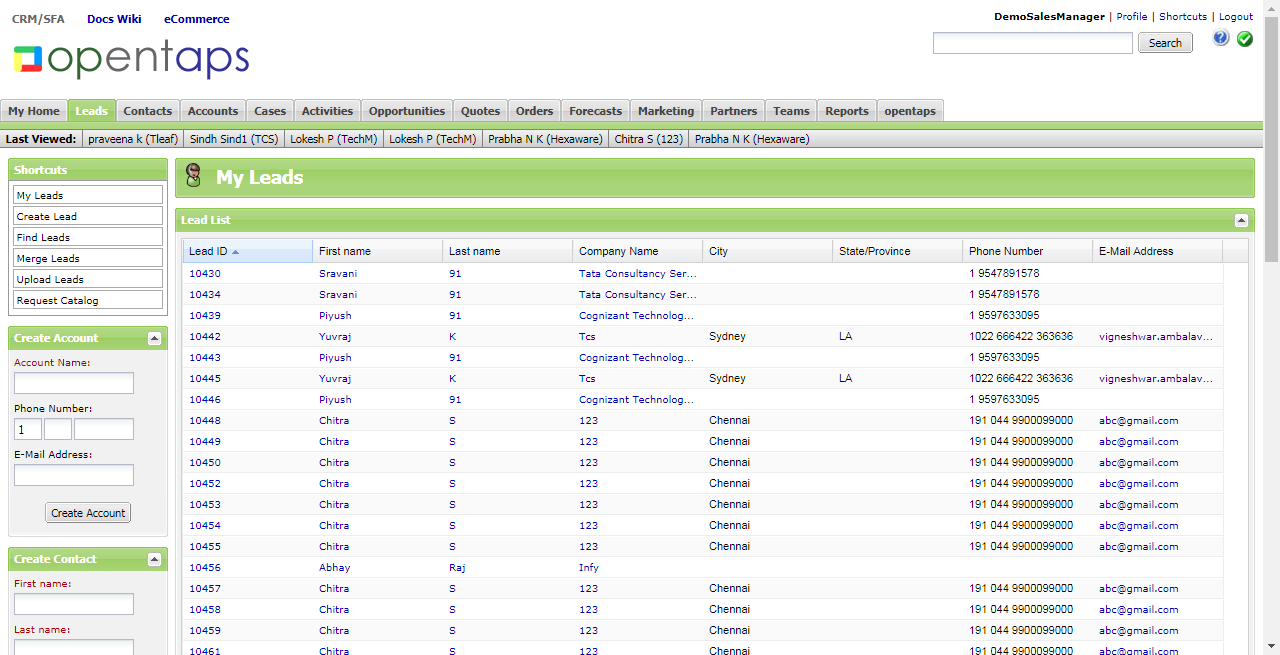 CRM/SFA Docs Wiki eCommerce
DemoSalesManager | Profile | Shortcuts | Logout
opentaps
Search
My Home Leads Contacts Accounts Cases Activities Opportunities Quotes Orders Forecasts Marketing Partners Teams Reports opentaps
Last Viewed: praveena k (Tleaf) Sindh Sind1 (TCS) Lokesh P (TechM) Lokesh P (TechM) Prabha N K (Hexaware) Chitra S (123) Prabha N K (Hexaware)
Shortcuts
My Leads
Create Lead
Find Leads
Merge Leads
Upload Leads
Request Catalog
Create Account
Account Name:
Phone Number:
1
E-Mail Address:
Create Account
Create Contact
First name:
Last name:
My Leads
Lead List
Lead ID First name Last name Company Name City State/Province Phone Number E-Mail Address
10430 Sravani 91 Tata Consultancy Ser... 1 9547891578
10434 Sravani 91 Tata Consultancy Ser... 1 9547891578
10439 Piyush 91 Cognizant Technolog... 1 9597633095
10442 Yuvraj K Tcs Sydney LA 1022 666422 363636 vigneshwar.ambalav...
10443 Piyush 91 Cognizant Technolog... 1 9597633095
10445 Yuvraj K Tcs Sydney LA 1022 666422 363636 vigneshwar.ambalav...
10446 Piyush 91 Cognizant Technolog... 1 9597633095
10448 Chitra S 123 Chennai 191 044 9900099000 abc@gmail.com
10449 Chitra S 123 Chennai 191 044 9900099000 abc@gmail.com
10450 Chitra S 123 Chennai 191 044 9900099000 abc@gmail.com
10452 Chitra S 123 Chennai 191 044 9900099000 abc@gmail.com
10453 Chitra S 123 Chennai 191 044 9900099000 abc@gmail.com
10454 Chitra S 123 Chennai 191 044 9900099000 abc@gmail.com
10455 Chitra S 123 Chennai 191 044 9900099000 abc@gmail.com
10456 Abhay Raj Infy
10457 Chitra S 123 Chennai 191 044 9900099000 abc@gmail.com
10458 Chitra S 123 Chennai 191 044 9900099000 abc@gmail.com
10459 Chitra S 123 Chennai 191 044 9900099000 abc@gmail.com
10461 Chitra S 123 Chennai 191 044 9900099000 abc@gmail.com